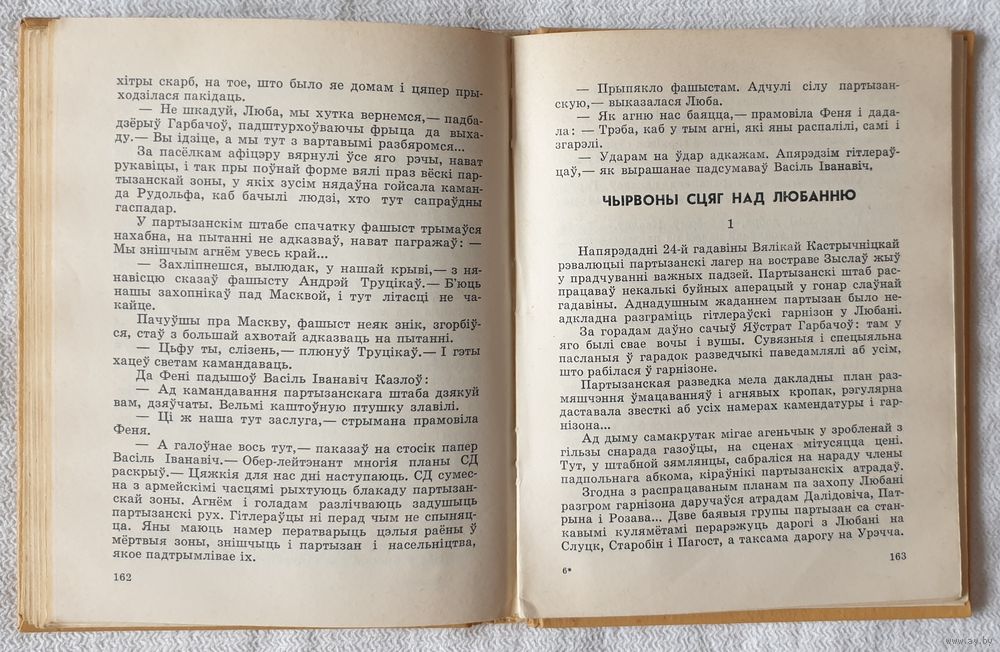 хітры скарб, на тое, што было яе домам і цяпер пры-
ходзілася пакідаць.
— Не шкадуй, Люба, мы хутка вернемся,— падба-
дзёрыў Гарбачоў, падштурхоўваючы фрыца да выха-
ду.— Вы ідзіце, а мы тут з вартавымі разбяромся...
За пасёлкам афіцэру вярнулі ўсе яго рэчы, нават
рукавіцы, і так пры поўнай форме вялі праз вёскі пар-
тызанскай зоны, у якіх зусім нядаўна гойсала каман-
да Рудольфа, каб бачылі людзі, хто тут сапраўдны
гаспадар.
У партызанскім штабе спачатку фашыст трымаўся
нахабна, на пытанні не адказваў, нават пагражаў: —
Мы знішчым агнём увесь край...
— Захліпнешся, вылюдак, у нашай крыві,— з ня-
навісцю сказаў фашысту Андрэй Труцікаў.— Б'юць
нашы захопнікаў пад Масквой, і тут літасці не ча-
кайце.
Пачуўшы пра Маскву, фашыст неяк знік, згорбіў-
ся, стаў з большай ахвотай адказваць на пытанні.
— Цьфу ты, слізень,— плюнуў Труцікаў.— І гэты
хацеў светам камандаваць.
Да Фені падышоў Васіль Іванавіч Казлоў:
— Ад камандавання партызанскага штаба дзякуй
вам, дзяўчаты. Вельмі каштоўную птушку злавілі.
— Ці ж наша тут заслуга,— стрымана прамовіла
Феня.
— А галоўнае вось тут,— паказаў на стосік папер
Васіль Іванавіч.— Обер-лейтэнант многія планы СД
раскрыў.— Цяжкія для нас дні наступаюць. СД сумес-
на з армейскімі часцямі рыхтуюць блакаду партызан-
скай зоны. Агнём і голадам разлічваюць задушыць
партызанскі рух. Гітлераўцы ні перад чым не спыняц-
ца. Яны маюць намер ператварыць цэлыя раёны ў
мёртвыя зоны, знішчыць і партызан і насельніцтва,
якое падтрымлівае іх.
162
— Прыпякло фашыстам. Адчулі сілу партызан-
скую,— выказалася Люба.
— Як агню нас баяцца,— прамовіла Феня і дада-
ла: — Трэба, каб у тым агні, які яны распалілі, самі і
згарэлі.
— Ударам на ўдар адкажам. Апярэдзім гітлераў-
цаў,— як вырашанае падсумаваў Васіль Іванавіч.
ЧЫРВОНЫ СЦЯГ НАД ЛЮБАННЮ
1
Напярэдадні 24-й гадавіны Вялікай Кастрычніцкай
рэвалюцыі партызанскі лагер на востраве Зыслаў жыў
у прадчуванні важных падзей. Партызанскі штаб рас-
працаваў некалькі буйных аперацый у гонар слаўнай
гадавіны. Аднадушным жаданнем партызан было не-
адкладна разграміць гітлераўскі гарнізон у Любані.
За горадам даўно сачыў Яўстрат Гарбачоў: там у
яго былі свае вочы і вушы. Сувязныя і спецыяльна
пасланыя ў гарадок разведчыкі паведамлялі аб усім,
што рабілася ў гарнізоне.
Партызанская разведка мела дакладны план раз-
мяшчэння ўмацаванняў і агнявых кропак, рэгулярна
даставала звесткі аб усіх намерах камендатуры і гар-
нізона...
Ад дыму самакрутак мігае агеньчык у зробленай з
гільзы снарада газоўцы, на сценах мітусяцца цені.
Тут, у штабной зямлянцы, сабраліся на нараду члены
падпольнага абкома, кіраўнікі партызанскіх атрадаў.
Згодна з распрацаваным планам па захопу Любані
разгром гарнізона даручаўся атрадам Далідовіча, Пат-
рына і Розава... Дзве баявыя групы партызан са стан-
кавымі кулямётамі перарэжуць дарогі з Любані на
Слуцк, Старобін і Пагост, а таксама дарогу на Урэчча.
6*
163
www.ay.by